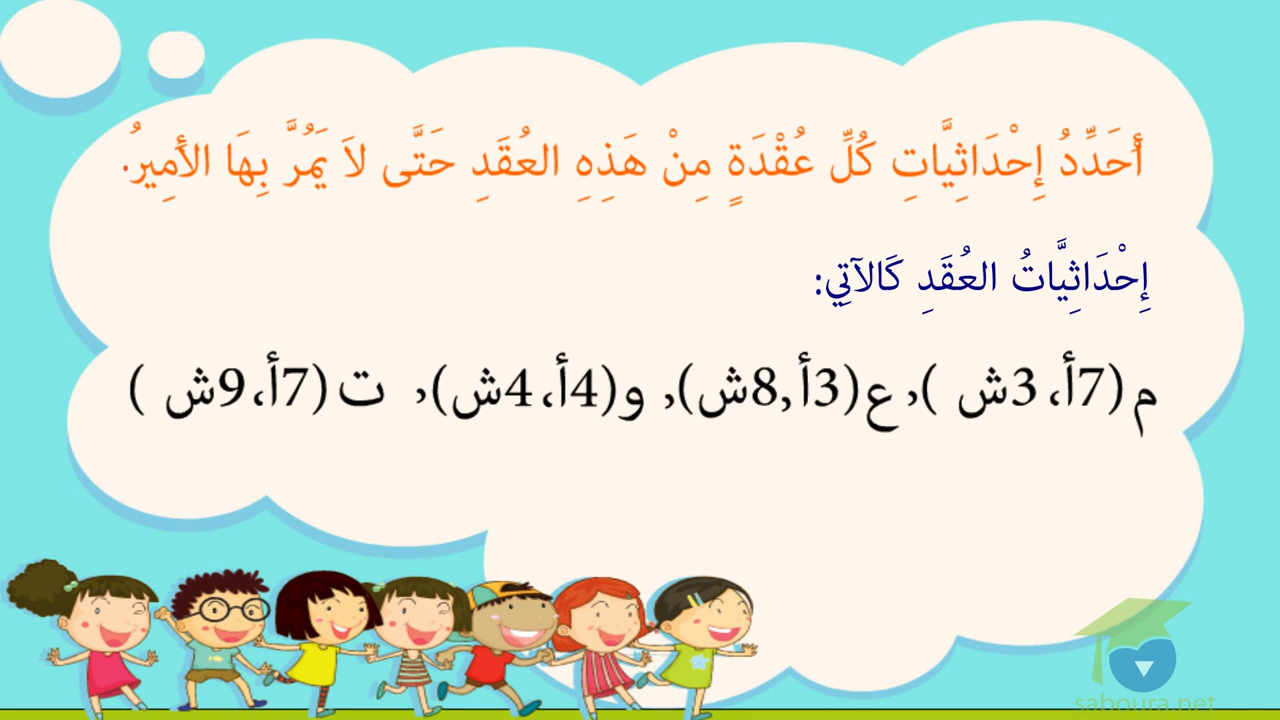 أُحَدِّدُ إِحْدَاثِيَّاتِ كُلِّ عُقْدَةٍ مِنْ هَذِهِ العُقَدِ حَتَّى لاَ يَمُرَّ بِهَا الأَمِيرُ.
إِحْدَاثِيَّاتُ العُقَدِ كَالآتِي:
م (7أ، 3ش )، ع(3أ,8ش)، و(4أ،4ش)، ت (7أ،9ش )
saboura.net